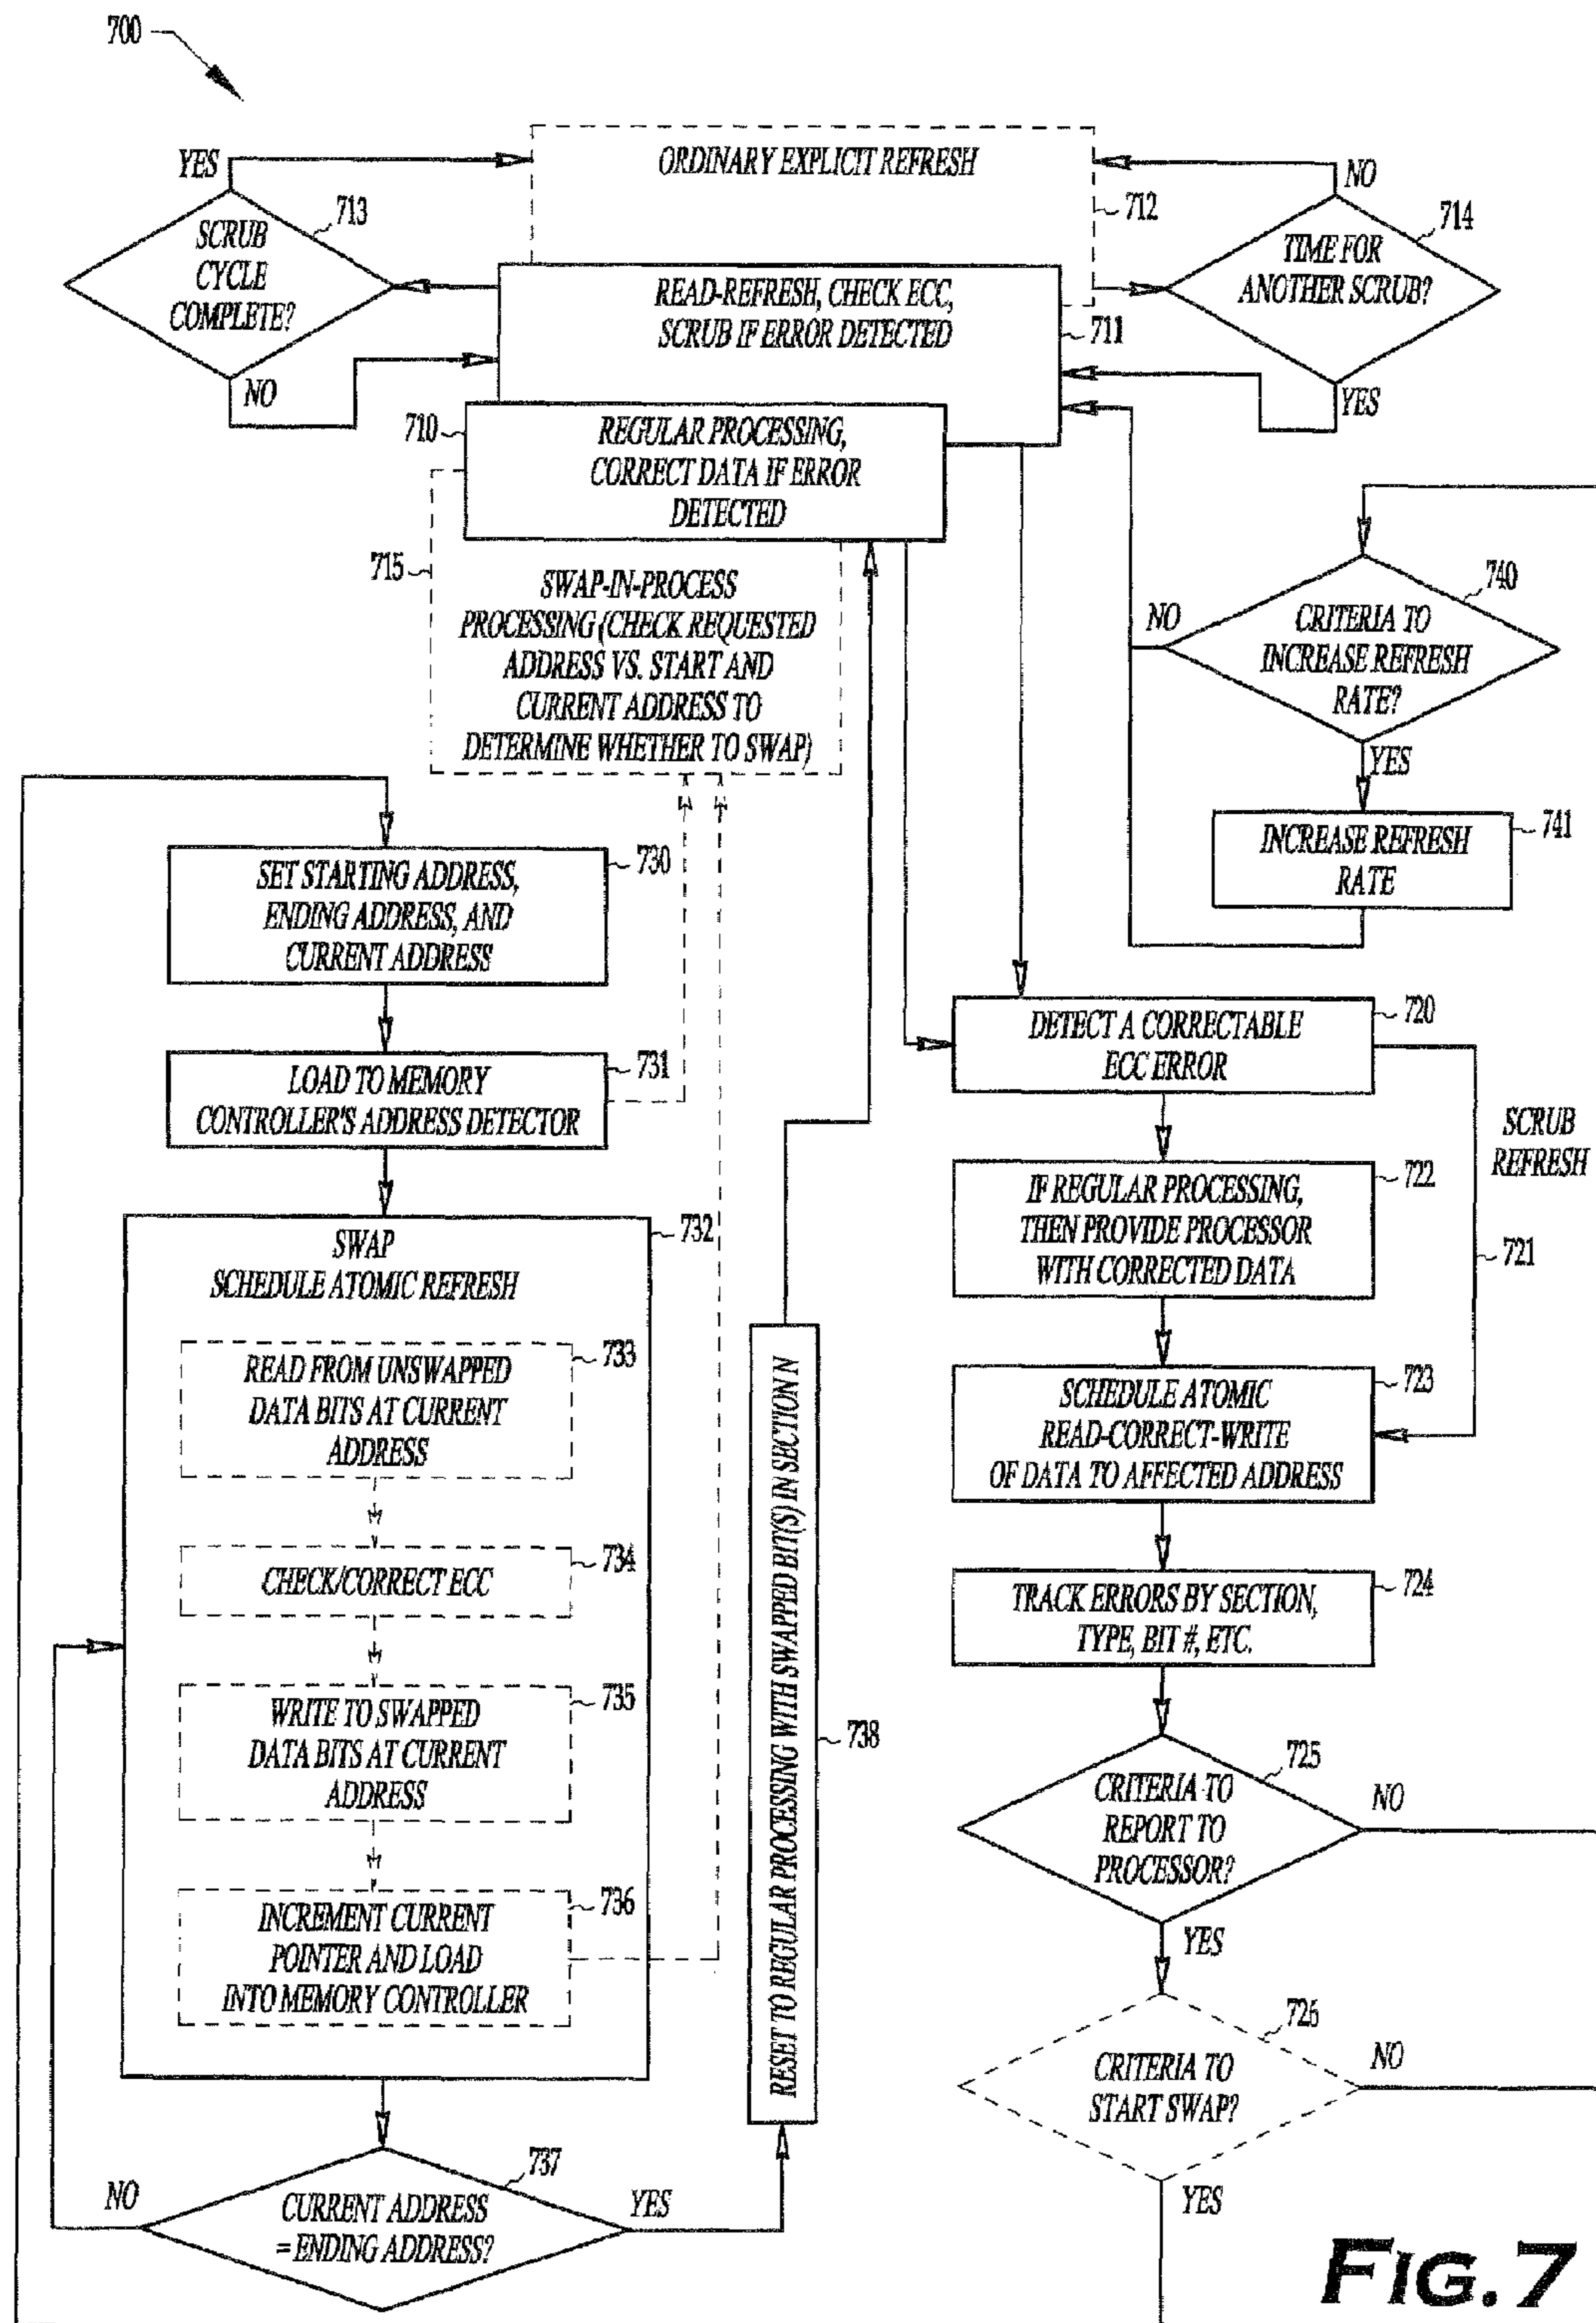 700
ORDINARY EXPLICIT REFRESH
712
YES
713
SCRUB
CYCLE
COMPLETE?
NO
NO
714
TIME FOR
ANOTHER SCRUB?
YES
READ-REFRESH, CHECK ECC,
SCRUB IF ERROR DETECTED
711
710
REGULAR PROCESSING,
CORRECT DATA IF ERROR
DETECTED
715
SWAP-IN-PROCESS
PROCESSING (CHECK REQUESTED
ADDRESS VS. START AND
CURRENT ADDRESS TO
DETERMINE WHETHER TO SWAP)
740
NO
CRITERIA TO
INCREASE REFRESH
RATE?
YES
741
INCREASE REFRESH
RATE
730
SET STARTING ADDRESS,
ENDING ADDRESS, AND
CURRENT ADDRESS
731
LOAD TO MEMORY
CONTROLLER'S ADDRESS DETECTOR
732
SWAP
SCHEDULE ATOMIC REFRESH
733
READ FROM UNSWAPPED
DATA BITS AT CURRENT
ADDRESS
734
CHECK/CORRECT ECC
735
WRITE TO SWAPPED
DATA BITS AT CURRENT
ADDRESS
736
INCREMENT CURRENT
POINTER AND LOAD
INTO MEMORY CONTROLLER
737
NO
CURRENT ADDRESS
= ENDING ADDRESS?
YES
RESET TO REGULAR PROCESSING WITH SWAPPED BIT(S) IN SECTION N
738
720
DETECT A CORRECTABLE
ECC ERROR
SCRUB
REFRESH
721
722
IF REGULAR PROCESSING,
THEN PROVIDE PROCESSOR
WITH CORRECTED DATA
723
SCHEDULE ATOMIC
READ-CORRECT-WRITE
OF DATA TO AFFECTED ADDRESS
724
TRACK ERRORS BY SECTION,
TYPE, BIT #, ETC.
725
CRITERIA TO
REPORT TO
PROCESSOR?
NO
YES
726
CRITERIA TO
START SWAP?
NO
YES
FIG. 7